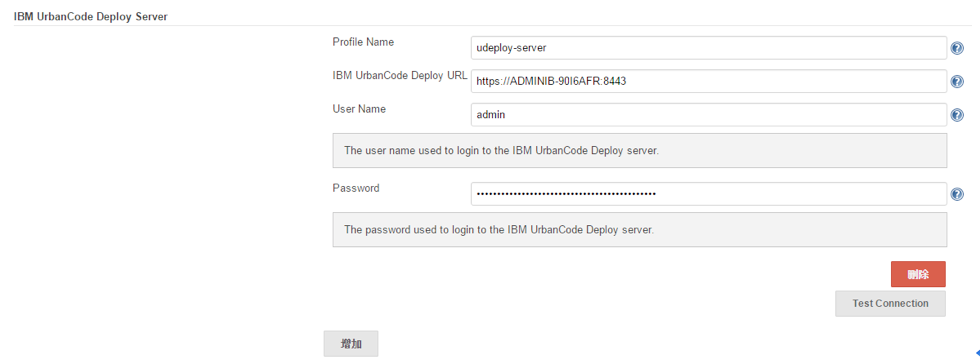 IBM UrbanCode Deploy Server
Profile Name
udeploy-server
IBM UrbanCode Deploy URL
https://ADMINIB-90I6AFR:8443
User Name
admin
The user name used to login to the IBM UrbanCode Deploy server.
Password
••••••••••••••••••••••••••••••••••••••••••••
The password used to login to the IBM UrbanCode Deploy server.
删除
Test Connection
增加